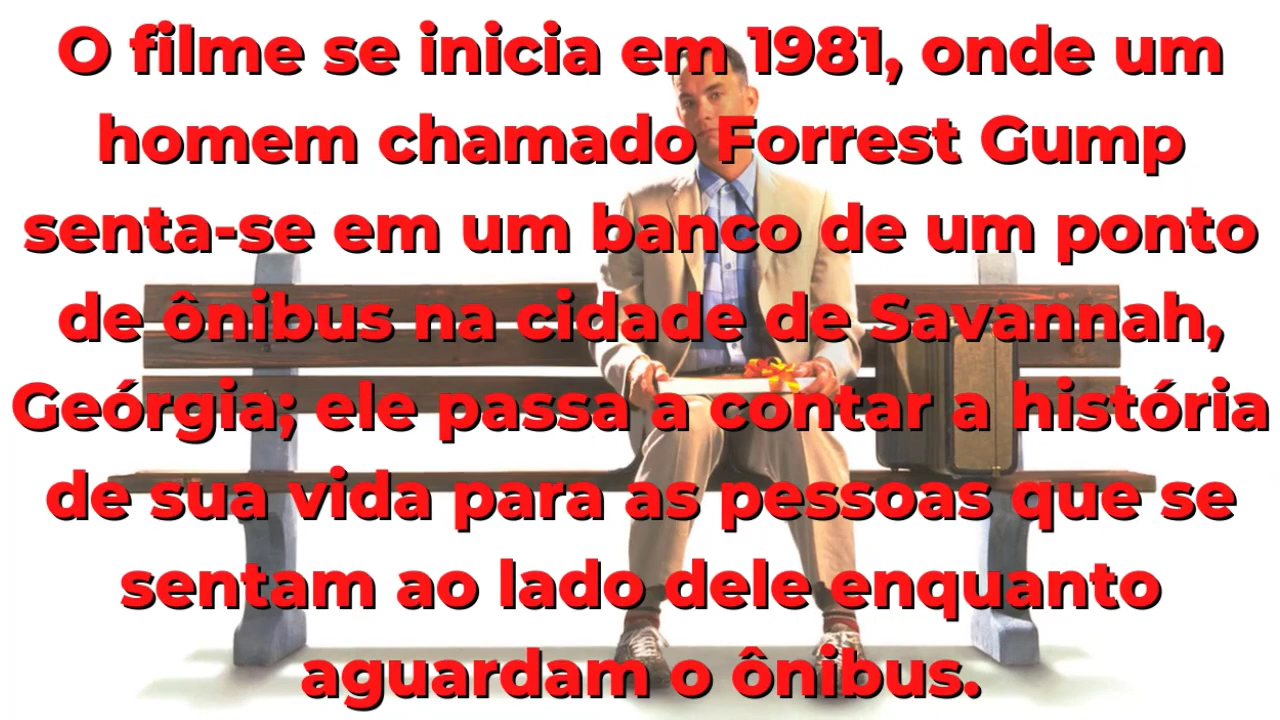 O filme se inicia em 1981, onde um
homem chamado Forrest Gump
senta-se em um banco de um ponto
de ônibus na cidade de Savannah,
Geórgia; ele passa a contar a história
de sua vida para as pessoas que se
sentam ao lado dele enquanto
aguardam o ônibus.